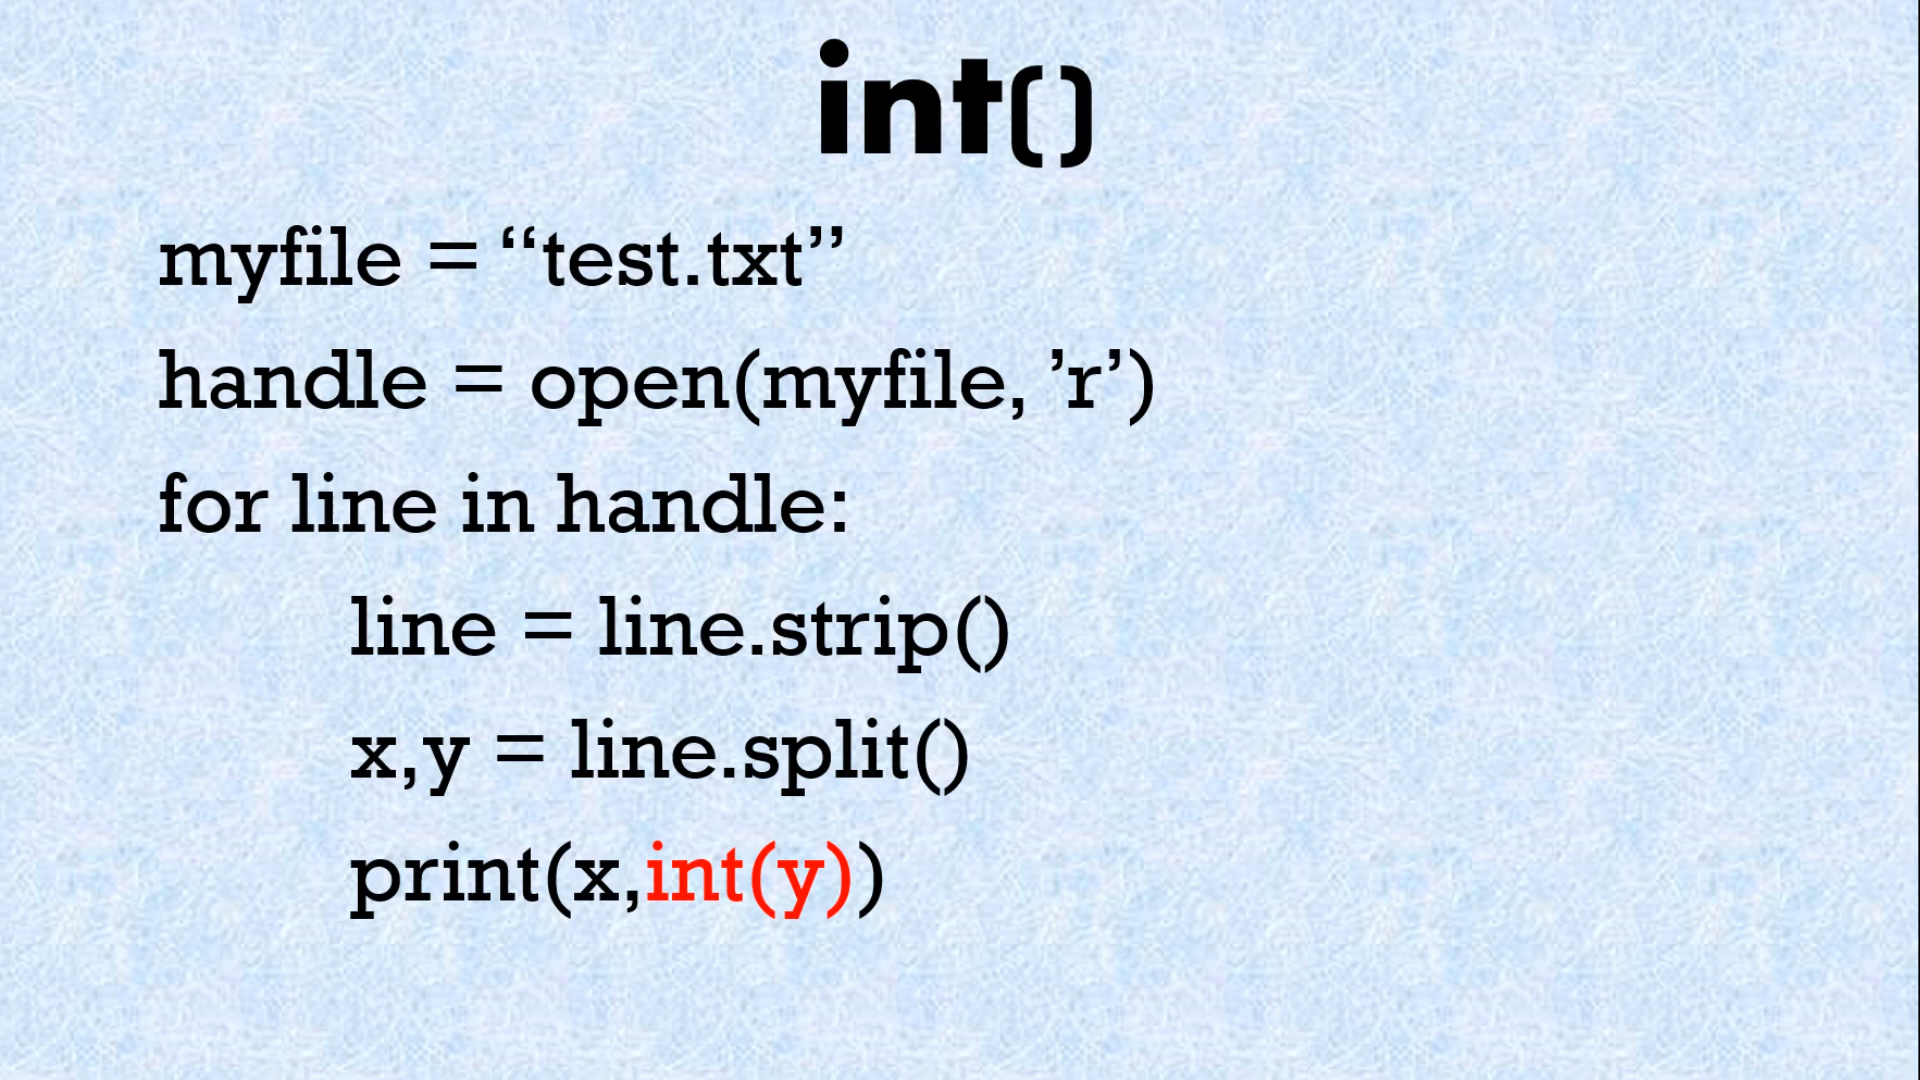 int()
myfile = “test.txt”
handle = open(myfile, ’r’)
for line in handle:
line = line.strip()
x,y = line.split()
print(x,int(y))